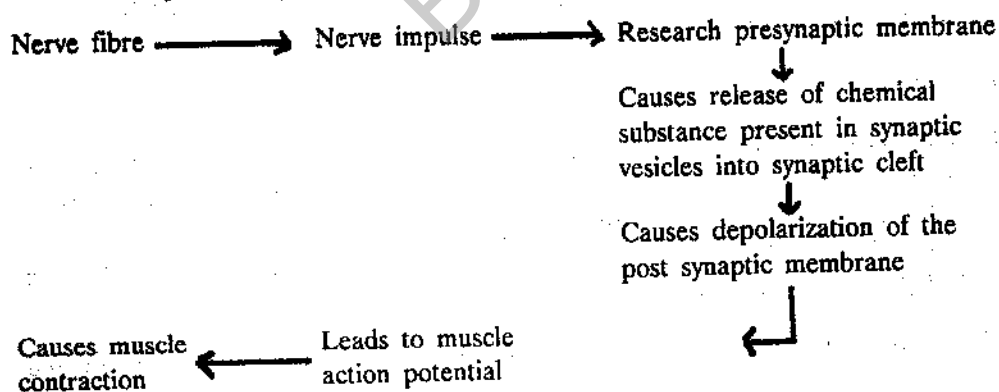 Nerve fibre
Nerve impulse
Research presynaptic membrane
Causes release of chemical
substance present in synaptic
vesicles into synaptic cleft
Causes depolarization of the
post synaptic membrane
Leads to muscle
action potential
Causes muscle
contraction